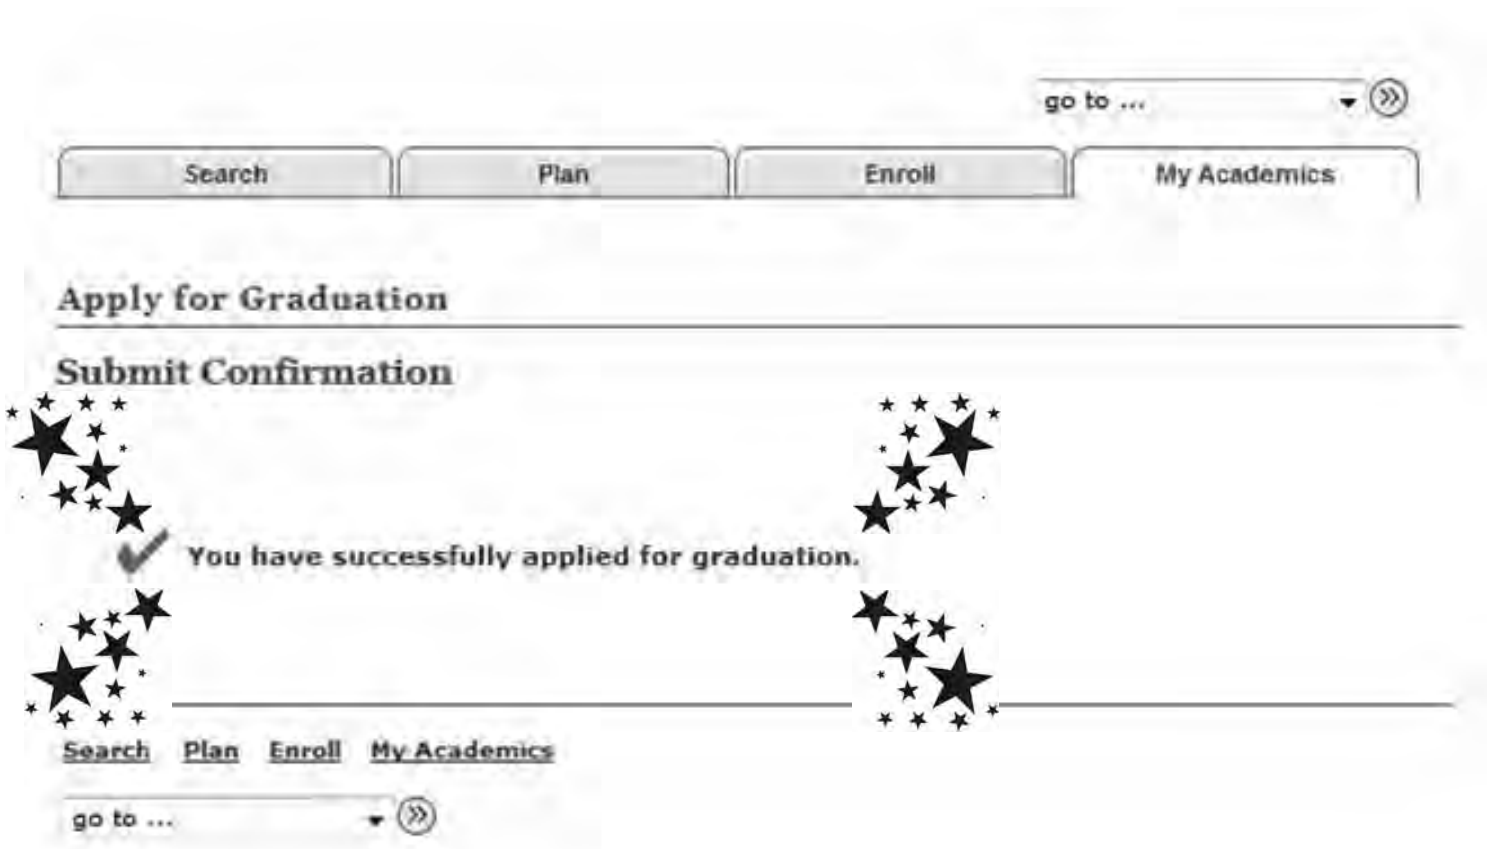 go to ...
Search Plan Enroll My Academics
Apply for Graduation
Submit Confirmation
You have successfully applied for graduation.
Search Plan Enroll My Academics
go to ...